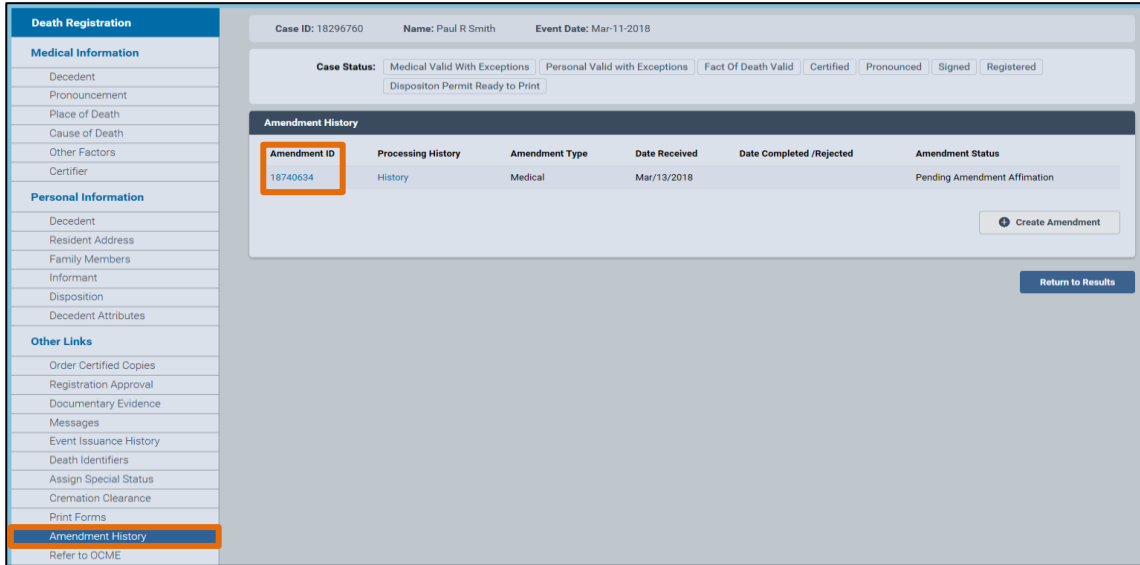 Death Registration
Medical Information
Decedent
Pronouncement
Place of Death
Cause of Death
Other Factors
Certifier
Personal Information
Decedent
Resident Address
Family Members
Informant
Disposition
Decedent Attributes
Other Links
Order Certified Copies
Registration Approval
Documentary Evidence
Messages
Event Issuance History
Death Identifiers
Assign Special Status
Cremation Clearance
Print Forms
Amendment History
Refer to OCME
Case ID: 18296760 Name: Paul R Smith Event Date: Mar-11-2018
Case Status: Medical Valid With Exceptions Personal Valid with Exceptions Fact Of Death Valid Certified Pronounced Signed Registered
Dispositon Permit Ready to Print
Amendment History
Amendment ID Processing History Amendment Type Date Received Date Completed /Rejected Amendment Status
18740634 History Medical Mar/13/2018 Pending Amendment Affimation
Create Amendment
Return to Results